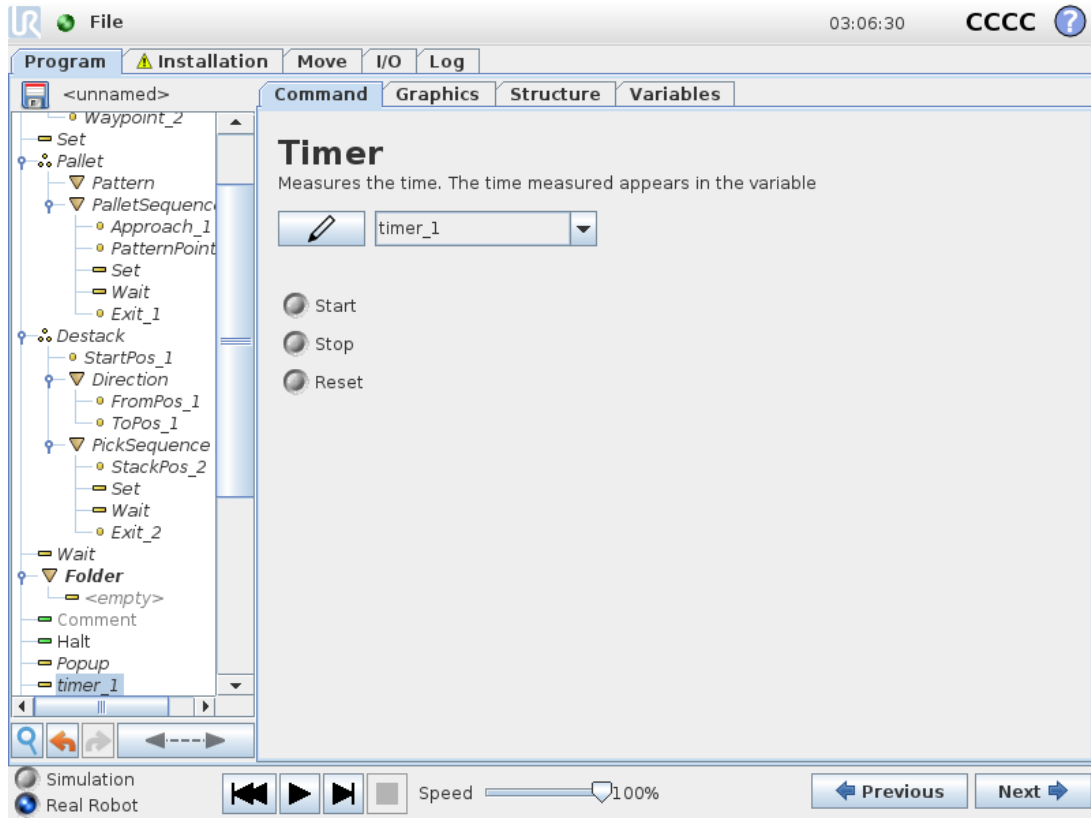 UR File 03:06:30 CCCC ?
Program Installation Move I/O Log
<unnamed> Command Graphics Structure Variables
Waypoint_2
Set
Pallet
Pattern
PalletSequenc
Approach_1
PatternPoint
Set
Wait
Exit_1
Destack
StartPos_1
Direction
FromPos_1
ToPos_1
PickSequence
StackPos_2
Set
Wait
Exit_2
Wait
Folder
<empty>
Comment
Halt
Popup
timer_1
Timer
Measures the time. The time measured appears in the variable
timer_1
Start
Stop
Reset
Simulation
Real Robot
Speed 100% Previous Next